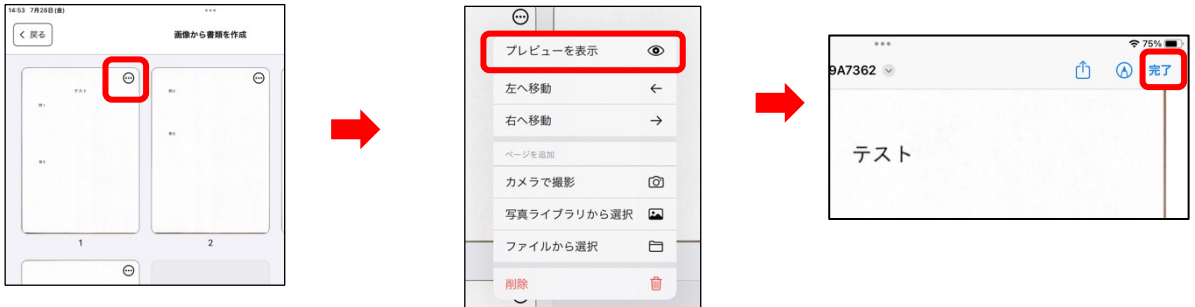 14:53 7月28日(金)
戻る
画像から書類を作成
テスト
1
2
プレビューを表示
左へ移動
右へ移動
ページを追加
カメラで撮影
写真ライブラリから選択
ファイルから選択
削除
75%
9A7362
完了
テスト